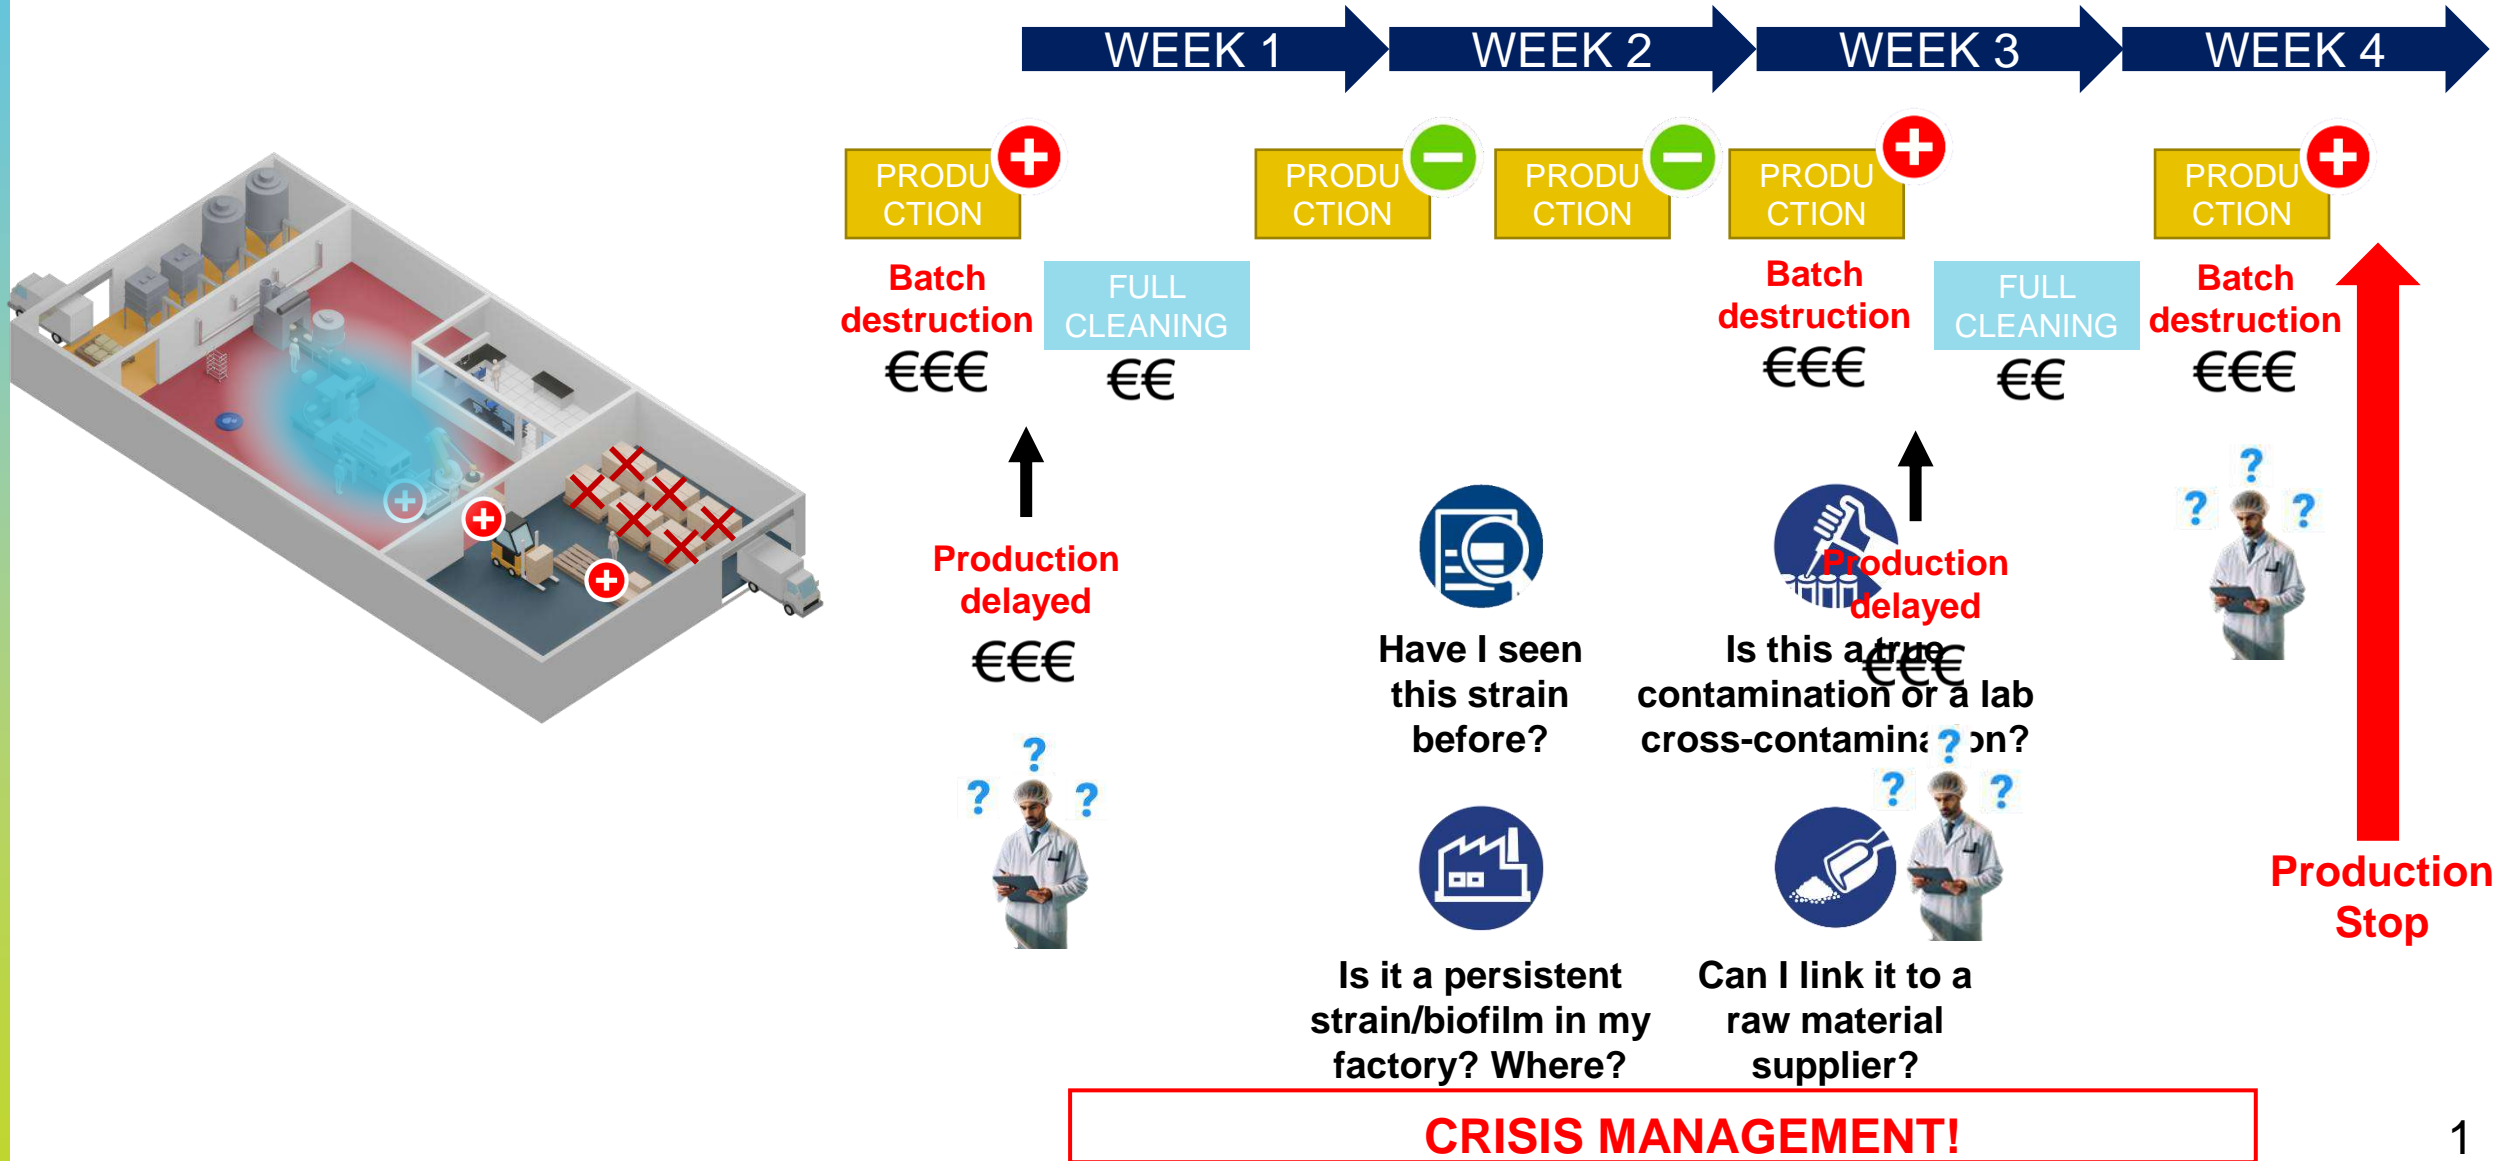 WEEK 1
WEEK 2
WEEK 3
WEEK 4
PRODU
CTION
PRODU
CTION
PRODU
CTION
PRODU
CTION
PRODU
CTION
Batch
destruction
€€€
FULL
CLEANING
€€
Batch
destruction
€€€
FULL
CLEANING
€€
Batch
destruction
€€€
Production
delayed
€€€
Production
delayed
€€€
Have I seen
this strain
before?
Is this a true
contamination or a lab
cross-contamination?
? ? ?
? ? ?
? ? ?
Is it a persistent
strain/biofilm in my
factory? Where?
Can I link it to a
raw material
supplier?
Production
Stop
CRISIS MANAGEMENT!
1